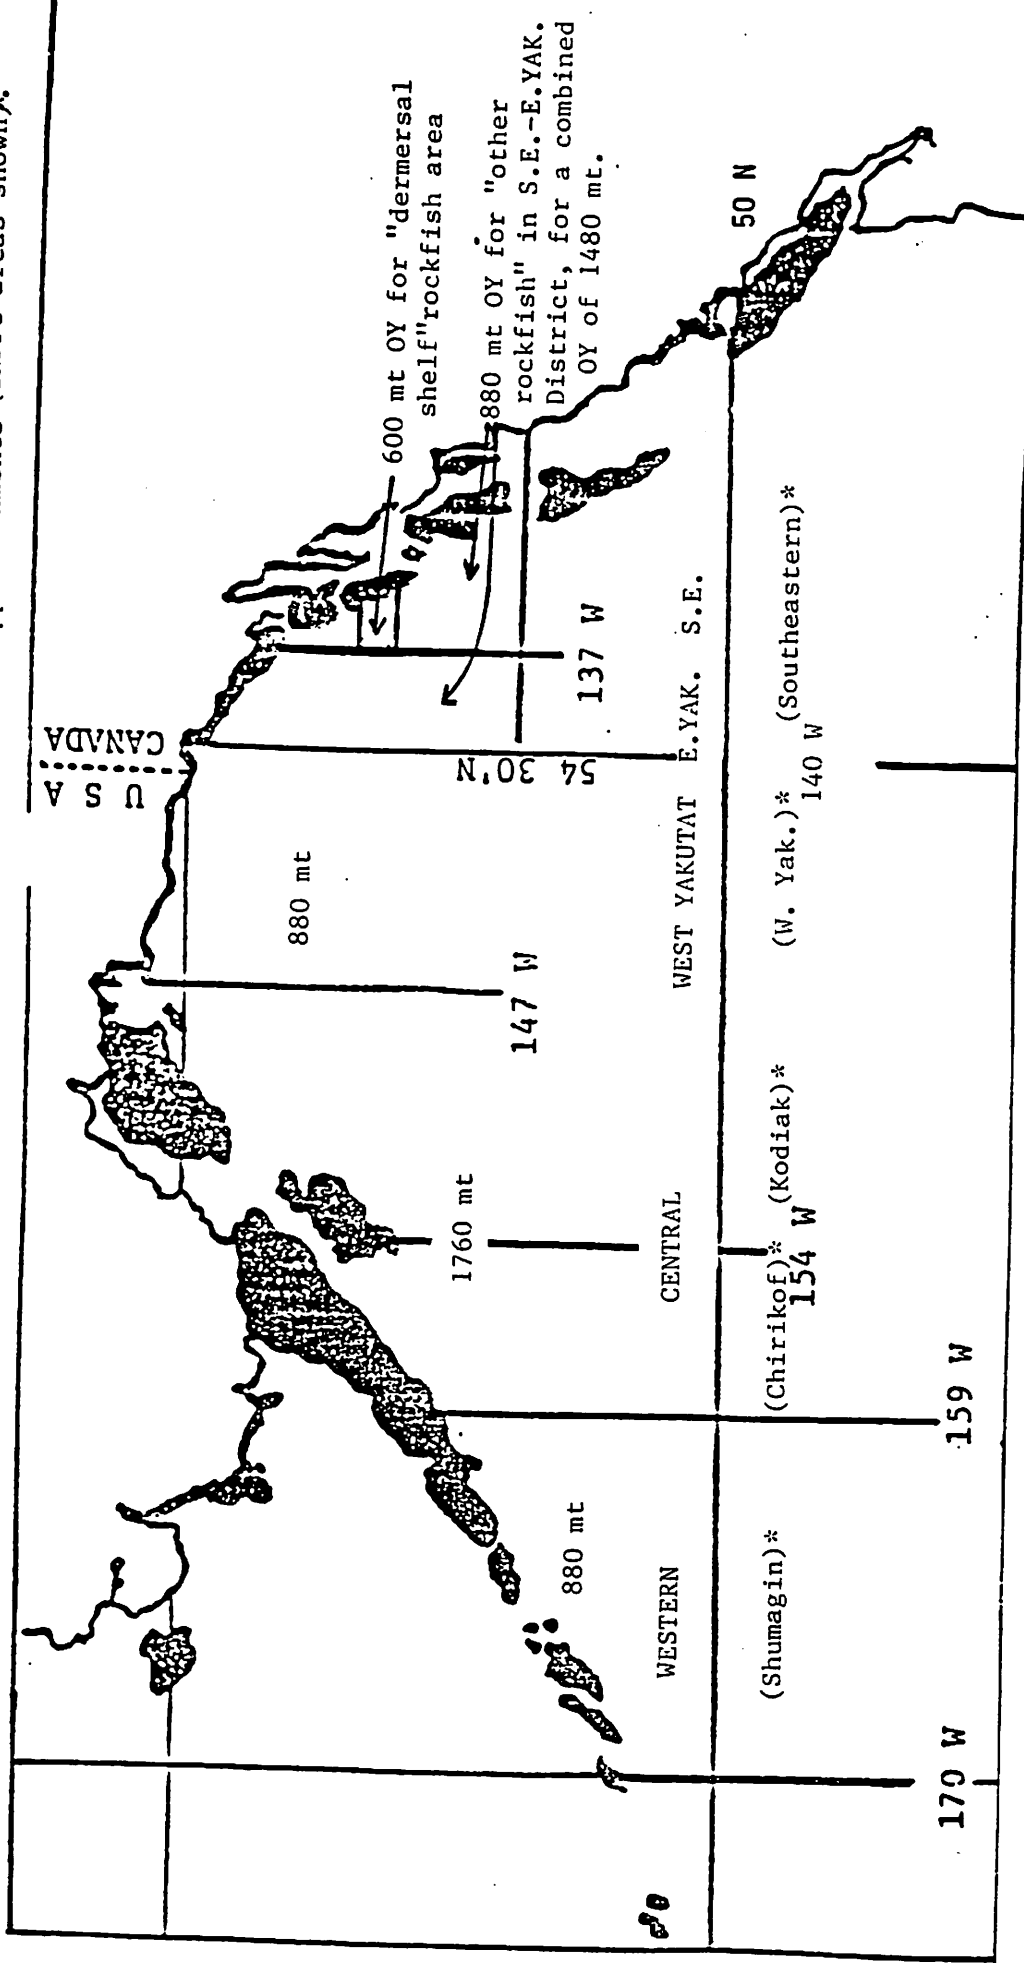 areas shown).
600 mt OY for "dermersal
shelf"rockfish area
880 mt OY for "other
rockfish" in S.E.-E.YAK.
District, for a combined
OY of 1480 mt.
50 N
U S A
CANADA
54 30'N
137 W
880 mt
147 W
1760 mt
880 mt
WESTERN
CENTRAL
WEST YAKUTAT
E.YAK.
S.E.
(Shumagin)*
(Chirikof)*
154 W
(Kodiak)*
(W. Yak.)*
140 W
(Southeastern)*
159 W
170 W